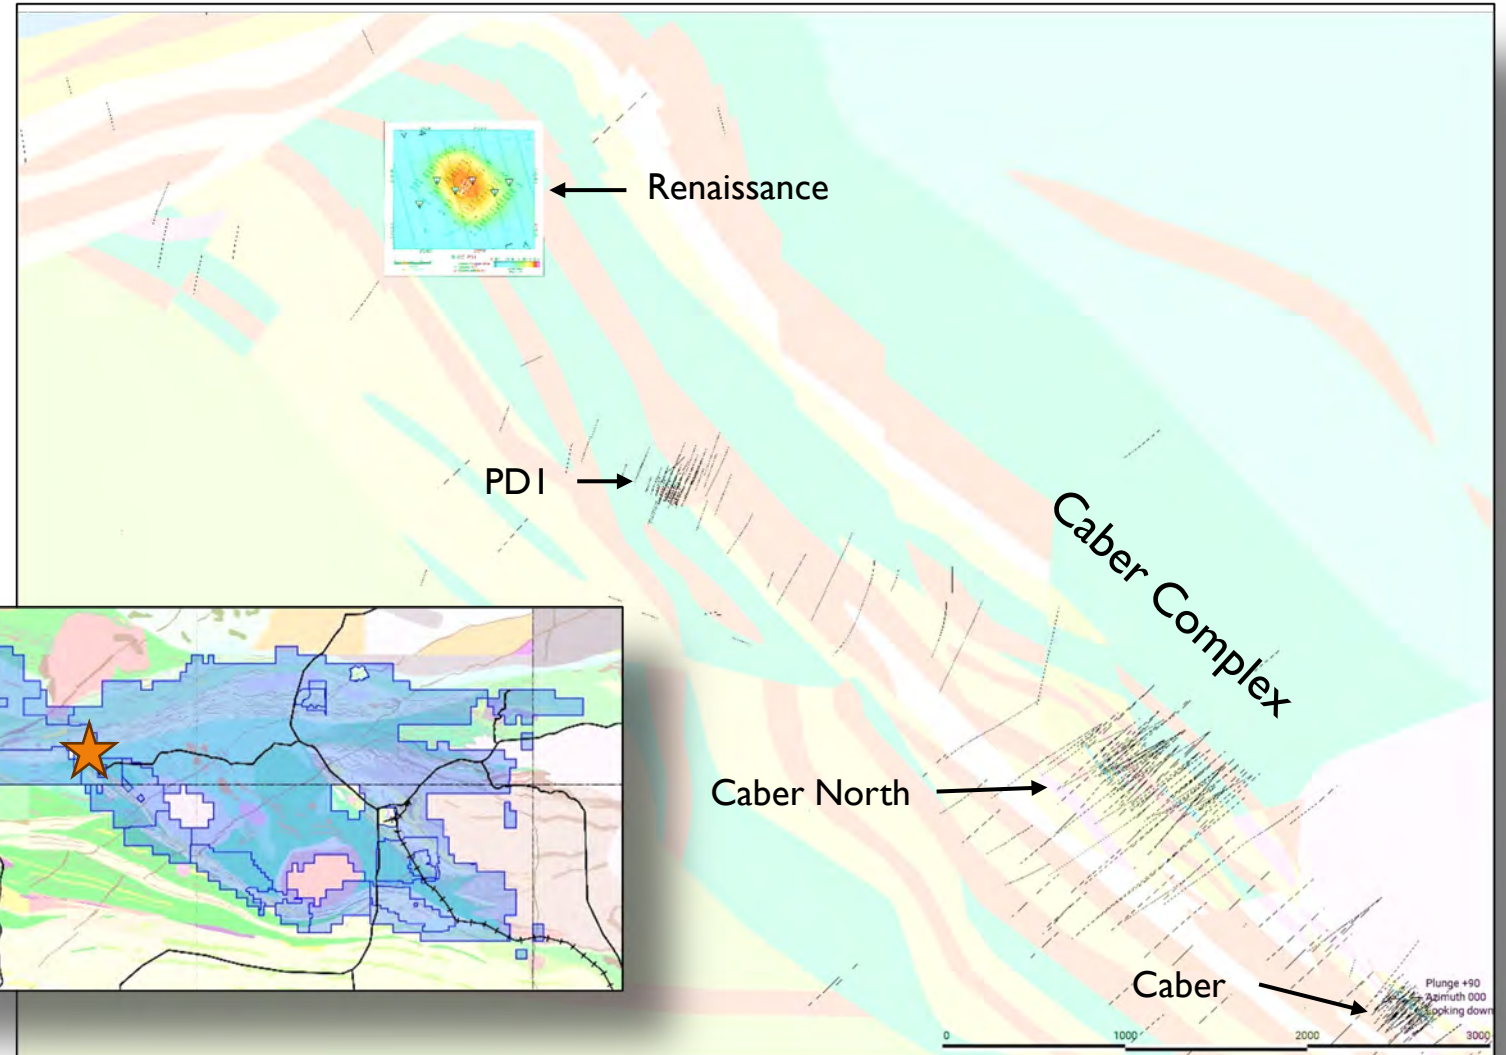 Renaissance
PD1
Caber Complex
Caber North
Caber
Plunge +90
Azimuth 000
Looking down
0 1000 2000 3000